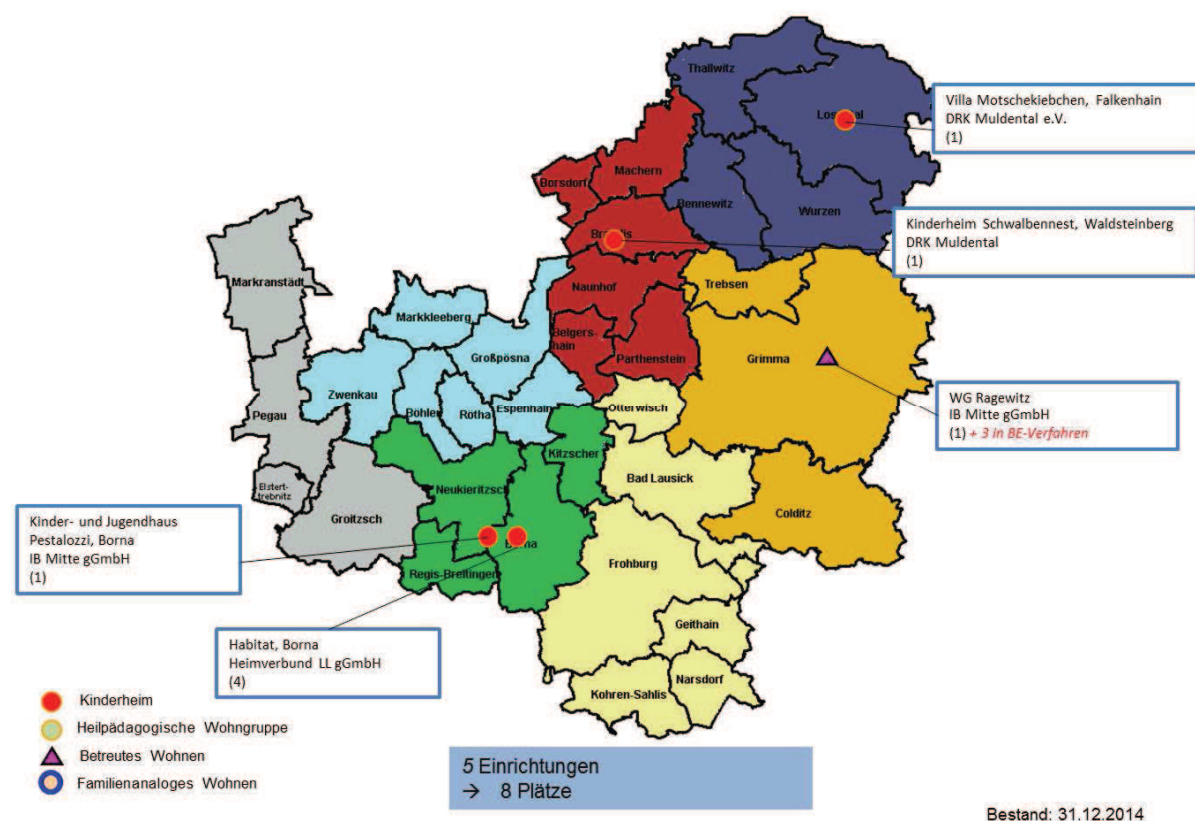 Thallwitz
Villa Motschekiebchen, Falkenhain
DRK Muldental e.V.
(1)
Machern
Borsdorf
Bennewitz
Wurzen
Kinderheim Schwalbennest, Waldsteinberg
DRK Muldental
(1)
Markranstädt
Naunhof
Trebsen
Markkleeberg
Belgers-
hain
Parthenstein
Großpösna
Grimma
Zwenkau
Pegau
Böhlen
Rötha
Espenhain
Otterwisch
WG Ragewitz
IB Mitte gGmbH
(1) + 3 in BE-Verfahren
Kitzscher
Bad Lausick
Neukieritzsch
Elstert-
trebnitz
Groitzsch
Colditz
Kinder- und Jugendhaus
Pestalozzi, Borna
IB Mitte gGmbH
(1)
Frohburg
Regis-Breitingen
Geithain
Habitat, Borna
Heimverbund LL gGmbH
(4)
Narsdorf
Kohren-Sahlis
Kinderheim
Heilpädagogische Wohngruppe
Betreutes Wohnen
Familienanaloges Wohnen
5 Einrichtungen
→ 8 Plätze
Bestand: 31.12.2014